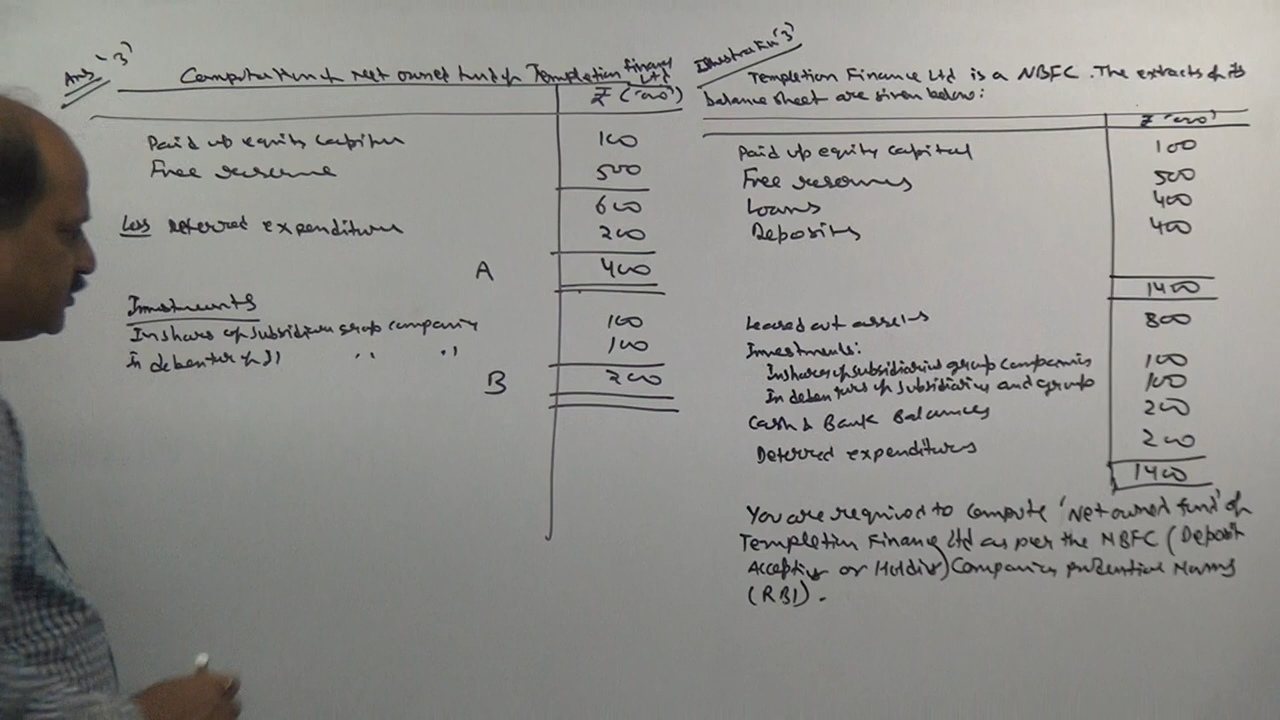 Ans '3'
Computation of Net owned fund of Templetion finance Ltd
₹ ('000)
Paid up equity capital 100
Free reserve 500
600
Less Deferred expenditure 200
A 400
Investments
In shares of subsidiary group companies 100
In debenture of " " " 100
B 200
Illustration '3'
Templetion Finance Ltd is a NBFC. The extracts of its
balance sheet are given below:
₹ '000'
Paid up equity capital 100
Free reserves 500
Loans 400
Deposits 400
1400
Leased out assets 800
Investments:
In shares of subsidiaries group companies 100
In debentures of subsidiaries and group 100
Cash & Bank Balances 200
Deferred expenditures 200
1400
You are required to compute 'Net owned fund' of
Templetion Finance Ltd as per the NBFC (Deposit
Accepting or Holding) Companies prudential Norms
(RBI).